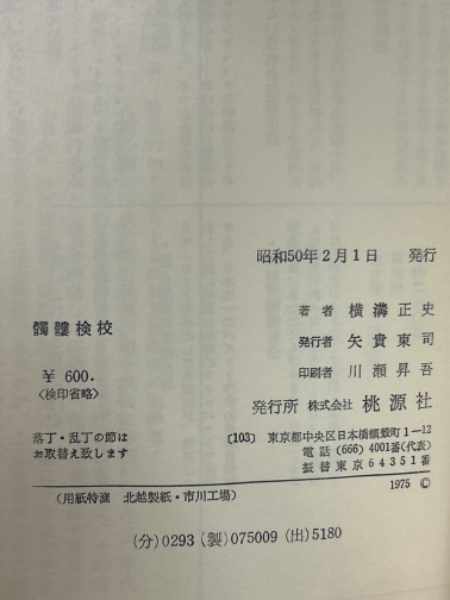 昭和50年2月1日 発行
髑髏検校
¥ 600.
〈検印省略〉
落丁・乱丁の節は
お取替え致します
著者 横溝正史
発行者 矢貴東司
印刷者 川瀬昇吾
発行所 株式会社 桃源社
〔103〕 東京都中央区日本橋蠣殻町1―12
電話 (666) 4001番(代表)
振替東京64351番
1975 ©
(用紙特漉 北越製紙・市川工場)
(分)0293(製)075009(出)5180